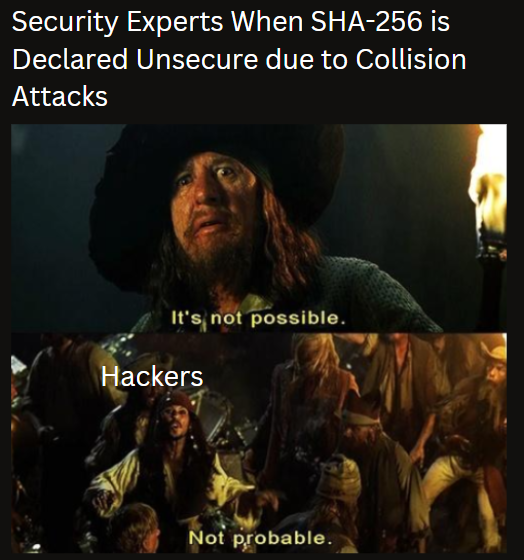 Security Experts When SHA-256 is
Declared Unsecure due to Collision
Attacks
It's not possible.
Hackers
Not probable.